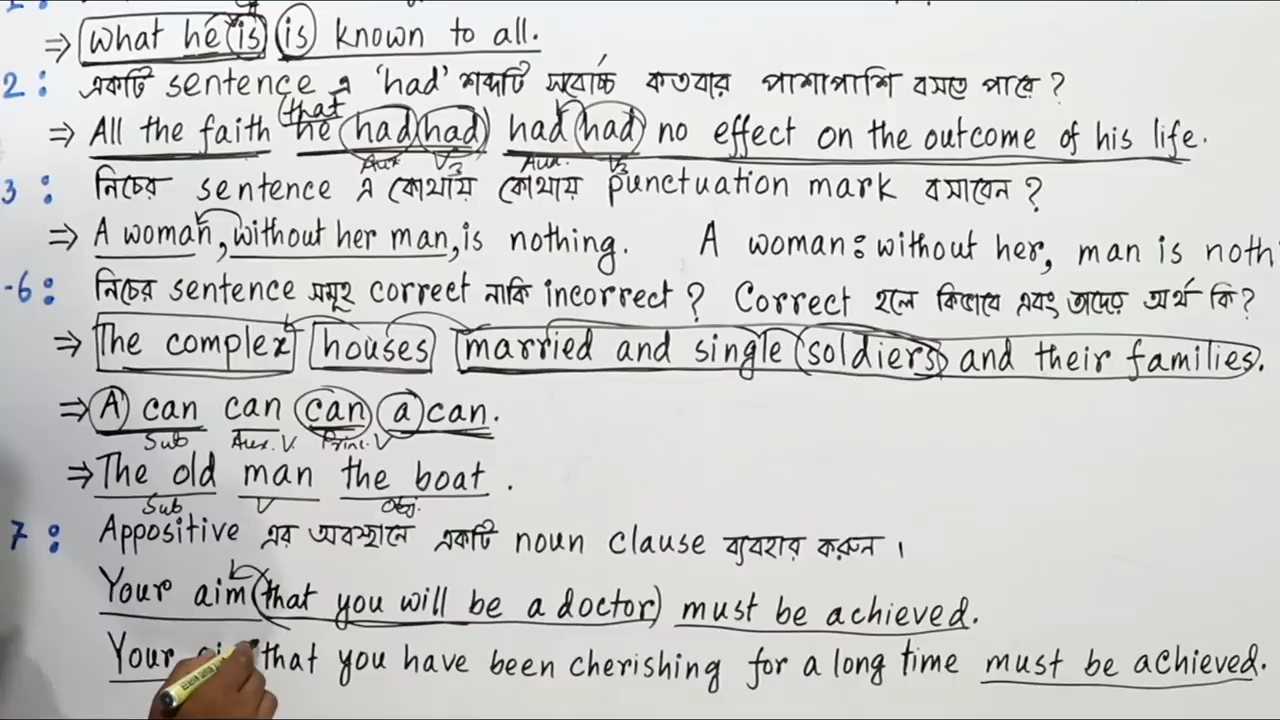 ⇒ What he is is known to all.
2: একটি sentence এ 'had' শব্দটি সর্বোচ্চ কতবার পাশাপাশি বসতে পারে?
(that
⇒ All the faith he had had had had no effect on the outcome of his life.
Aux. V3 Aux. V3
3: নিচের sentence এ কোথায় কোথায় punctuation mark বসাবেন?
⇒ A woman, without her man, is nothing. A woman: without her, man is noth
-6: নিচের sentence সমূহ correct নাকি incorrect? Correct হলে কিভাবে এবং তাদের অর্থ কি?
⇒ The complex houses married and single soldiers and their families.
⇒ A can can can a can.
Sub Aux. V. Princ. V
⇒ The old man the boat.
Sub V Obj.
7: Appositive এর অবস্থানে একটি noun clause ব্যবহার করুন।
Your aim (that you will be a doctor) must be achieved.
Your that you have been cherishing for a long time must be achieved.